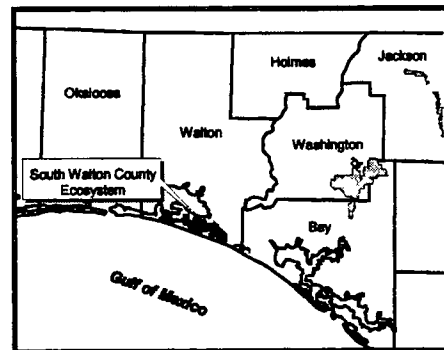 Holmes
Jackson
Okaloosa
Walton
Washington
South Walton County
Ecosystem
Bay
Gulf of Mexico